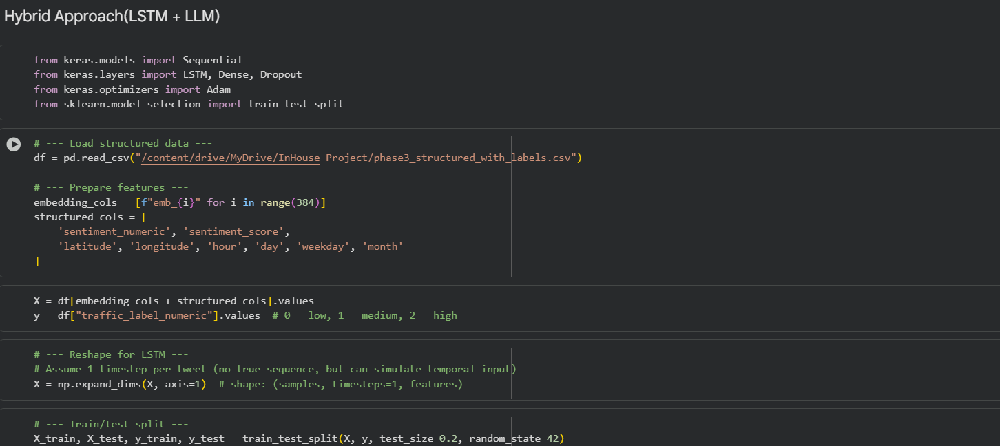 Hybrid Approach(LSTM + LLM)
from keras.models import Sequential
from keras.layers import LSTM, Dense, Dropout
from keras.optimizers import Adam
from sklearn.model_selection import train_test_split
# --- Load structured data ---
df = pd.read_csv("/content/drive/MyDrive/InHouse Project/phase3_structured_with_labels.csv")
# --- Prepare features ---
embedding_cols = [f"emb_{i}" for i in range(384)]
structured_cols = [
    'sentiment_numeric', 'sentiment_score',
    'latitude', 'longitude', 'hour', 'day', 'weekday', 'month'
]
X = df[embedding_cols + structured_cols].values
y = df["traffic_label_numeric"].values  # 0 = low, 1 = medium, 2 = high
# --- Reshape for LSTM ---
# Assume 1 timestep per tweet (no true sequence, but can simulate temporal input)
X = np.expand_dims(X, axis=1)  # shape: (samples, timesteps=1, features)
# --- Train/test split ---
X_train, X_test, y_train, y_test = train_test_split(X, y, test_size=0.2, random_state=42)